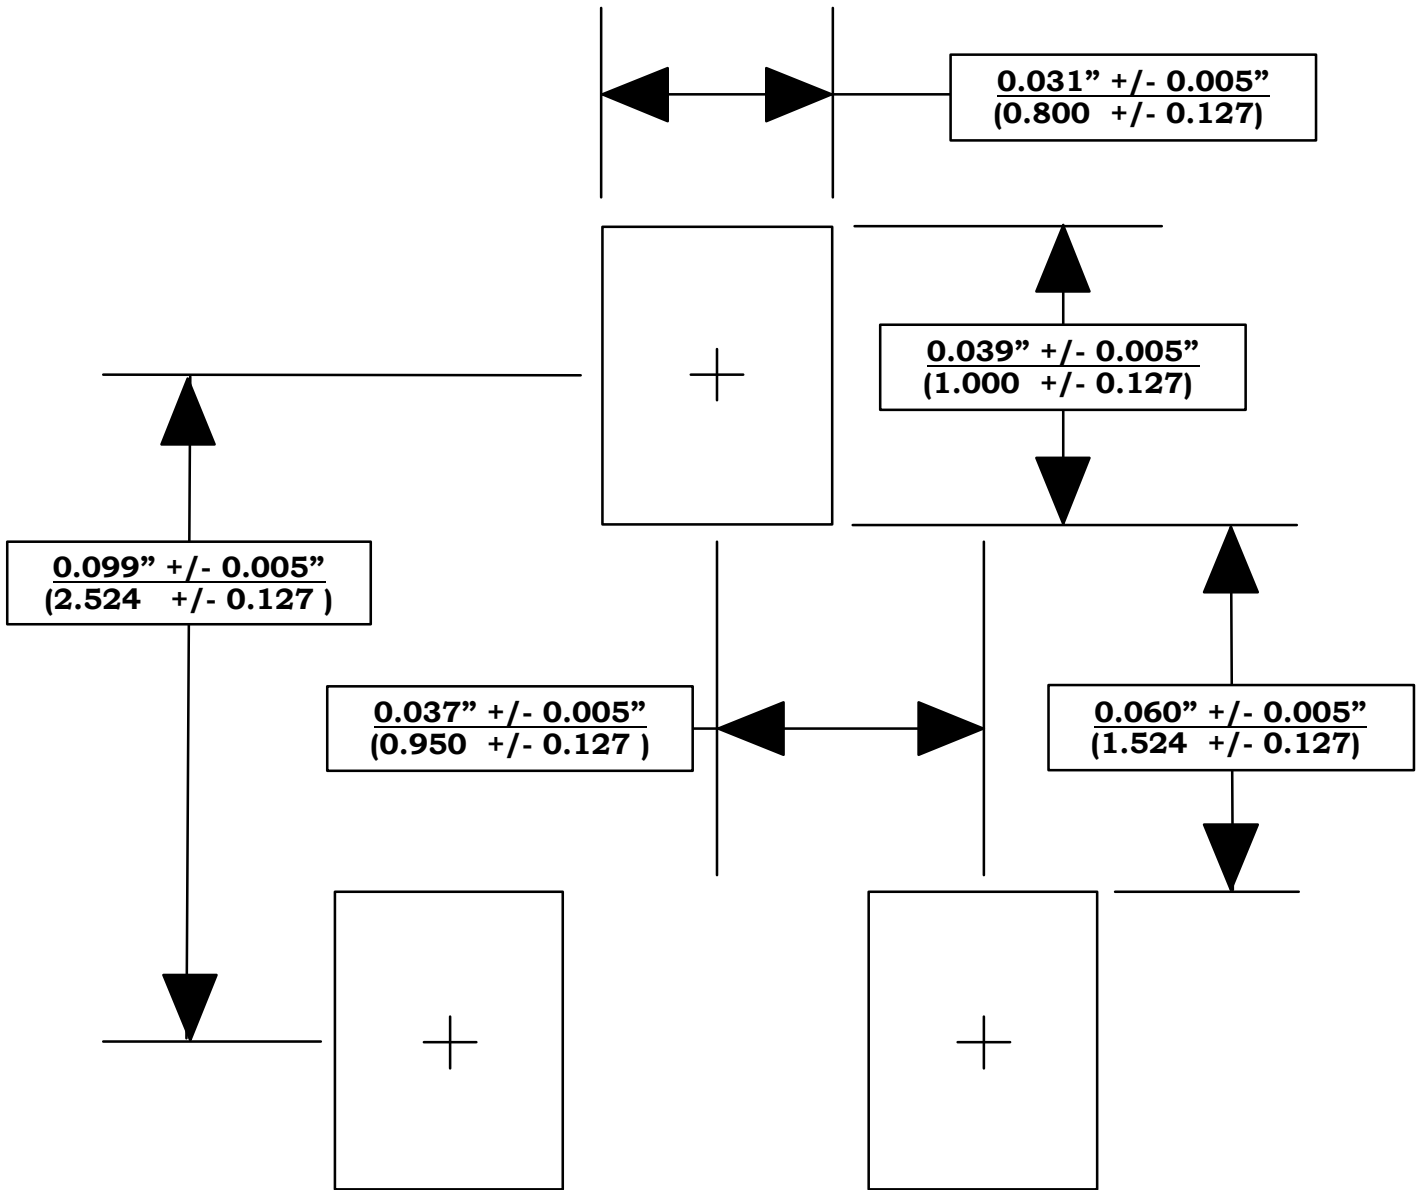 0.031” +/- 0.005”
(0.800 +/- 0.127)
0.039” +/- 0.005”
(1.000 +/- 0.127)
0.099” +/- 0.005”
(2.524 +/- 0.127 )
0.037” +/- 0.005”
(0.950 +/- 0.127 )
0.060” +/- 0.005”
(1.524 +/- 0.127)